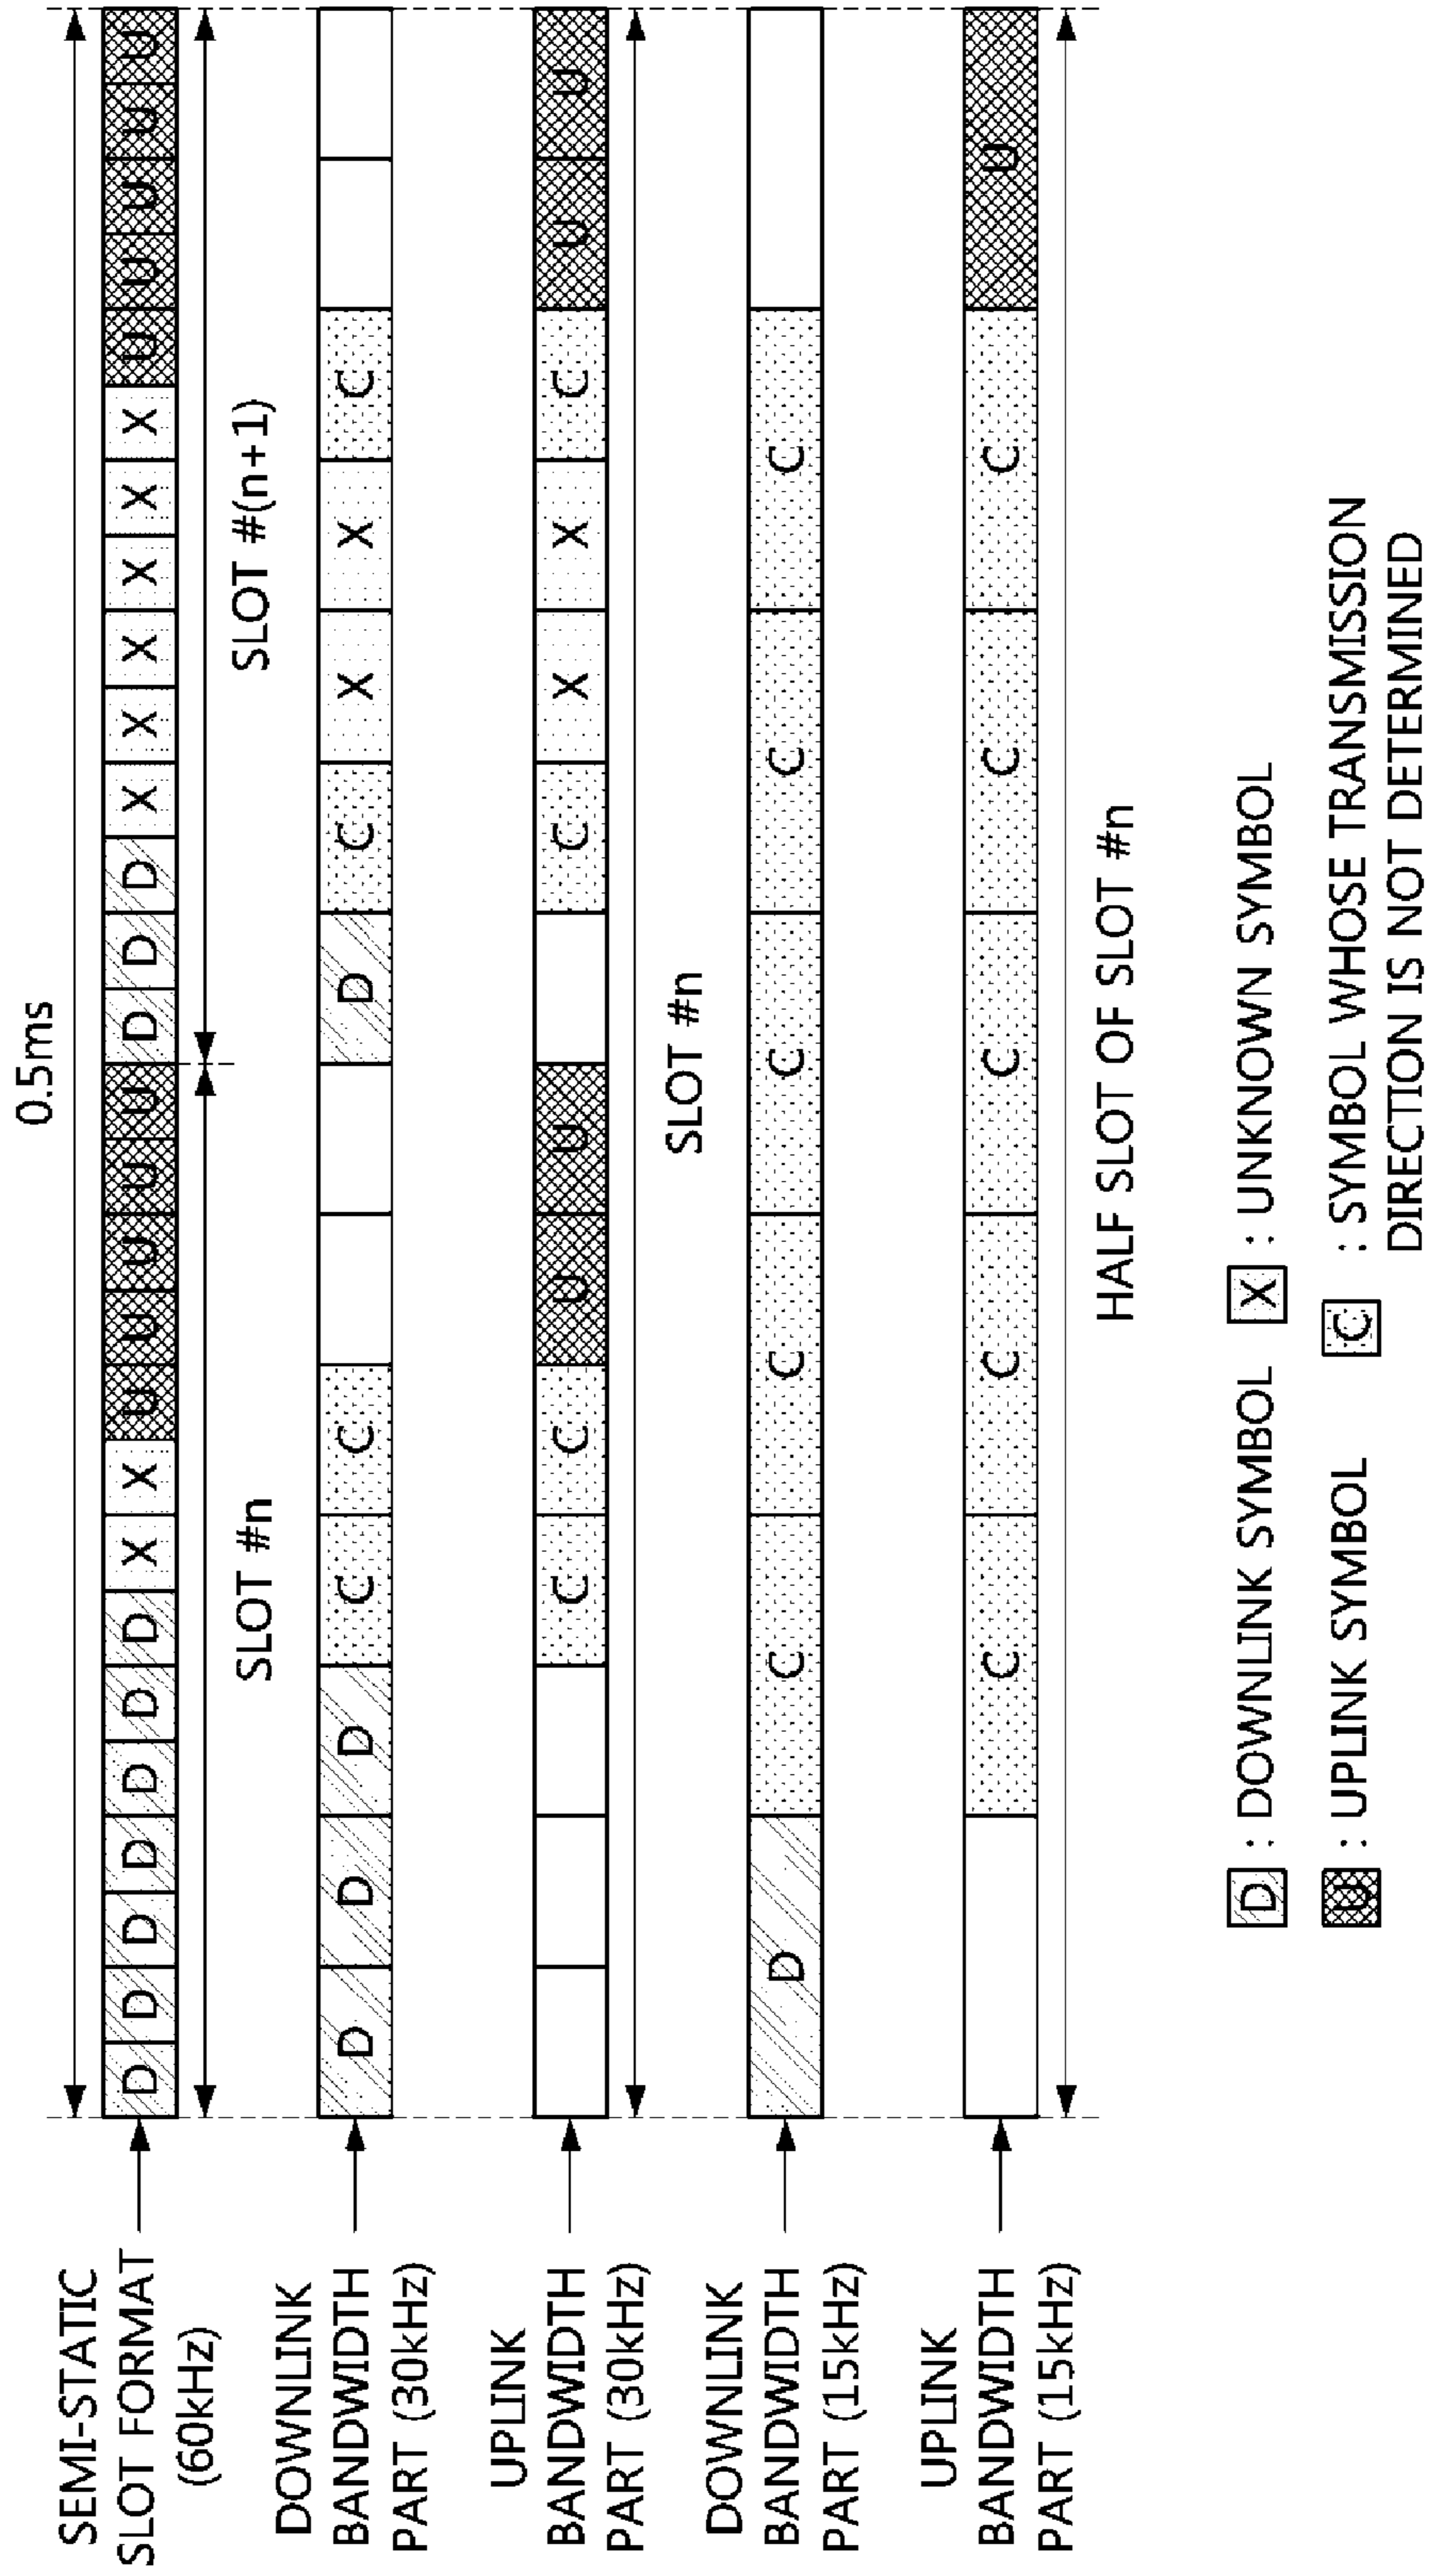 0.5ms
SEMI-STATIC
SLOT FORMAT
(60kHz)
D D D D D D D X X U U U U U D D D X X X X X X U U U U U
SLOT #n SLOT #(n+1)
DOWNLINK
BANDWIDTH
PART (30kHz)
D D D C C D C X X C
UPLINK
BANDWIDTH
PART (30kHz)
C C U U C X X C U U
SLOT #n
DOWNLINK
BANDWIDTH
PART (15kHz)
D C C C C C
UPLINK
BANDWIDTH
PART (15kHz)
C C C C C U
HALF SLOT OF SLOT #n
D : DOWNLINK SYMBOL X : UNKNOWN SYMBOL
U : UPLINK SYMBOL C : SYMBOL WHOSE TRANSMISSION
DIRECTION IS NOT DETERMINED